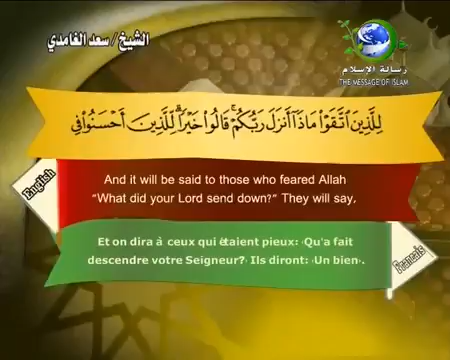 الشيخ / سعد الغامدي
رسالة الإسلام
THE MESSAGE OF ISLAM
لِلَّذِينَ ٱتَّقَوْا۟ مَاذَآ أَنزَلَ رَبُّكُمْ ۚ قَالُوا۟ خَيْرًا ۗ لِّلَّذِينَ أَحْسَنُوا۟ فِى
English
And it will be said to those who feared Allah
"What did your Lord send down?" They will say,
Et on dira à ceux qui étaient pieux: ‹Qu'a fait
descendre votre Seigneur?› Ils diront: ‹Un bien›.
Francais